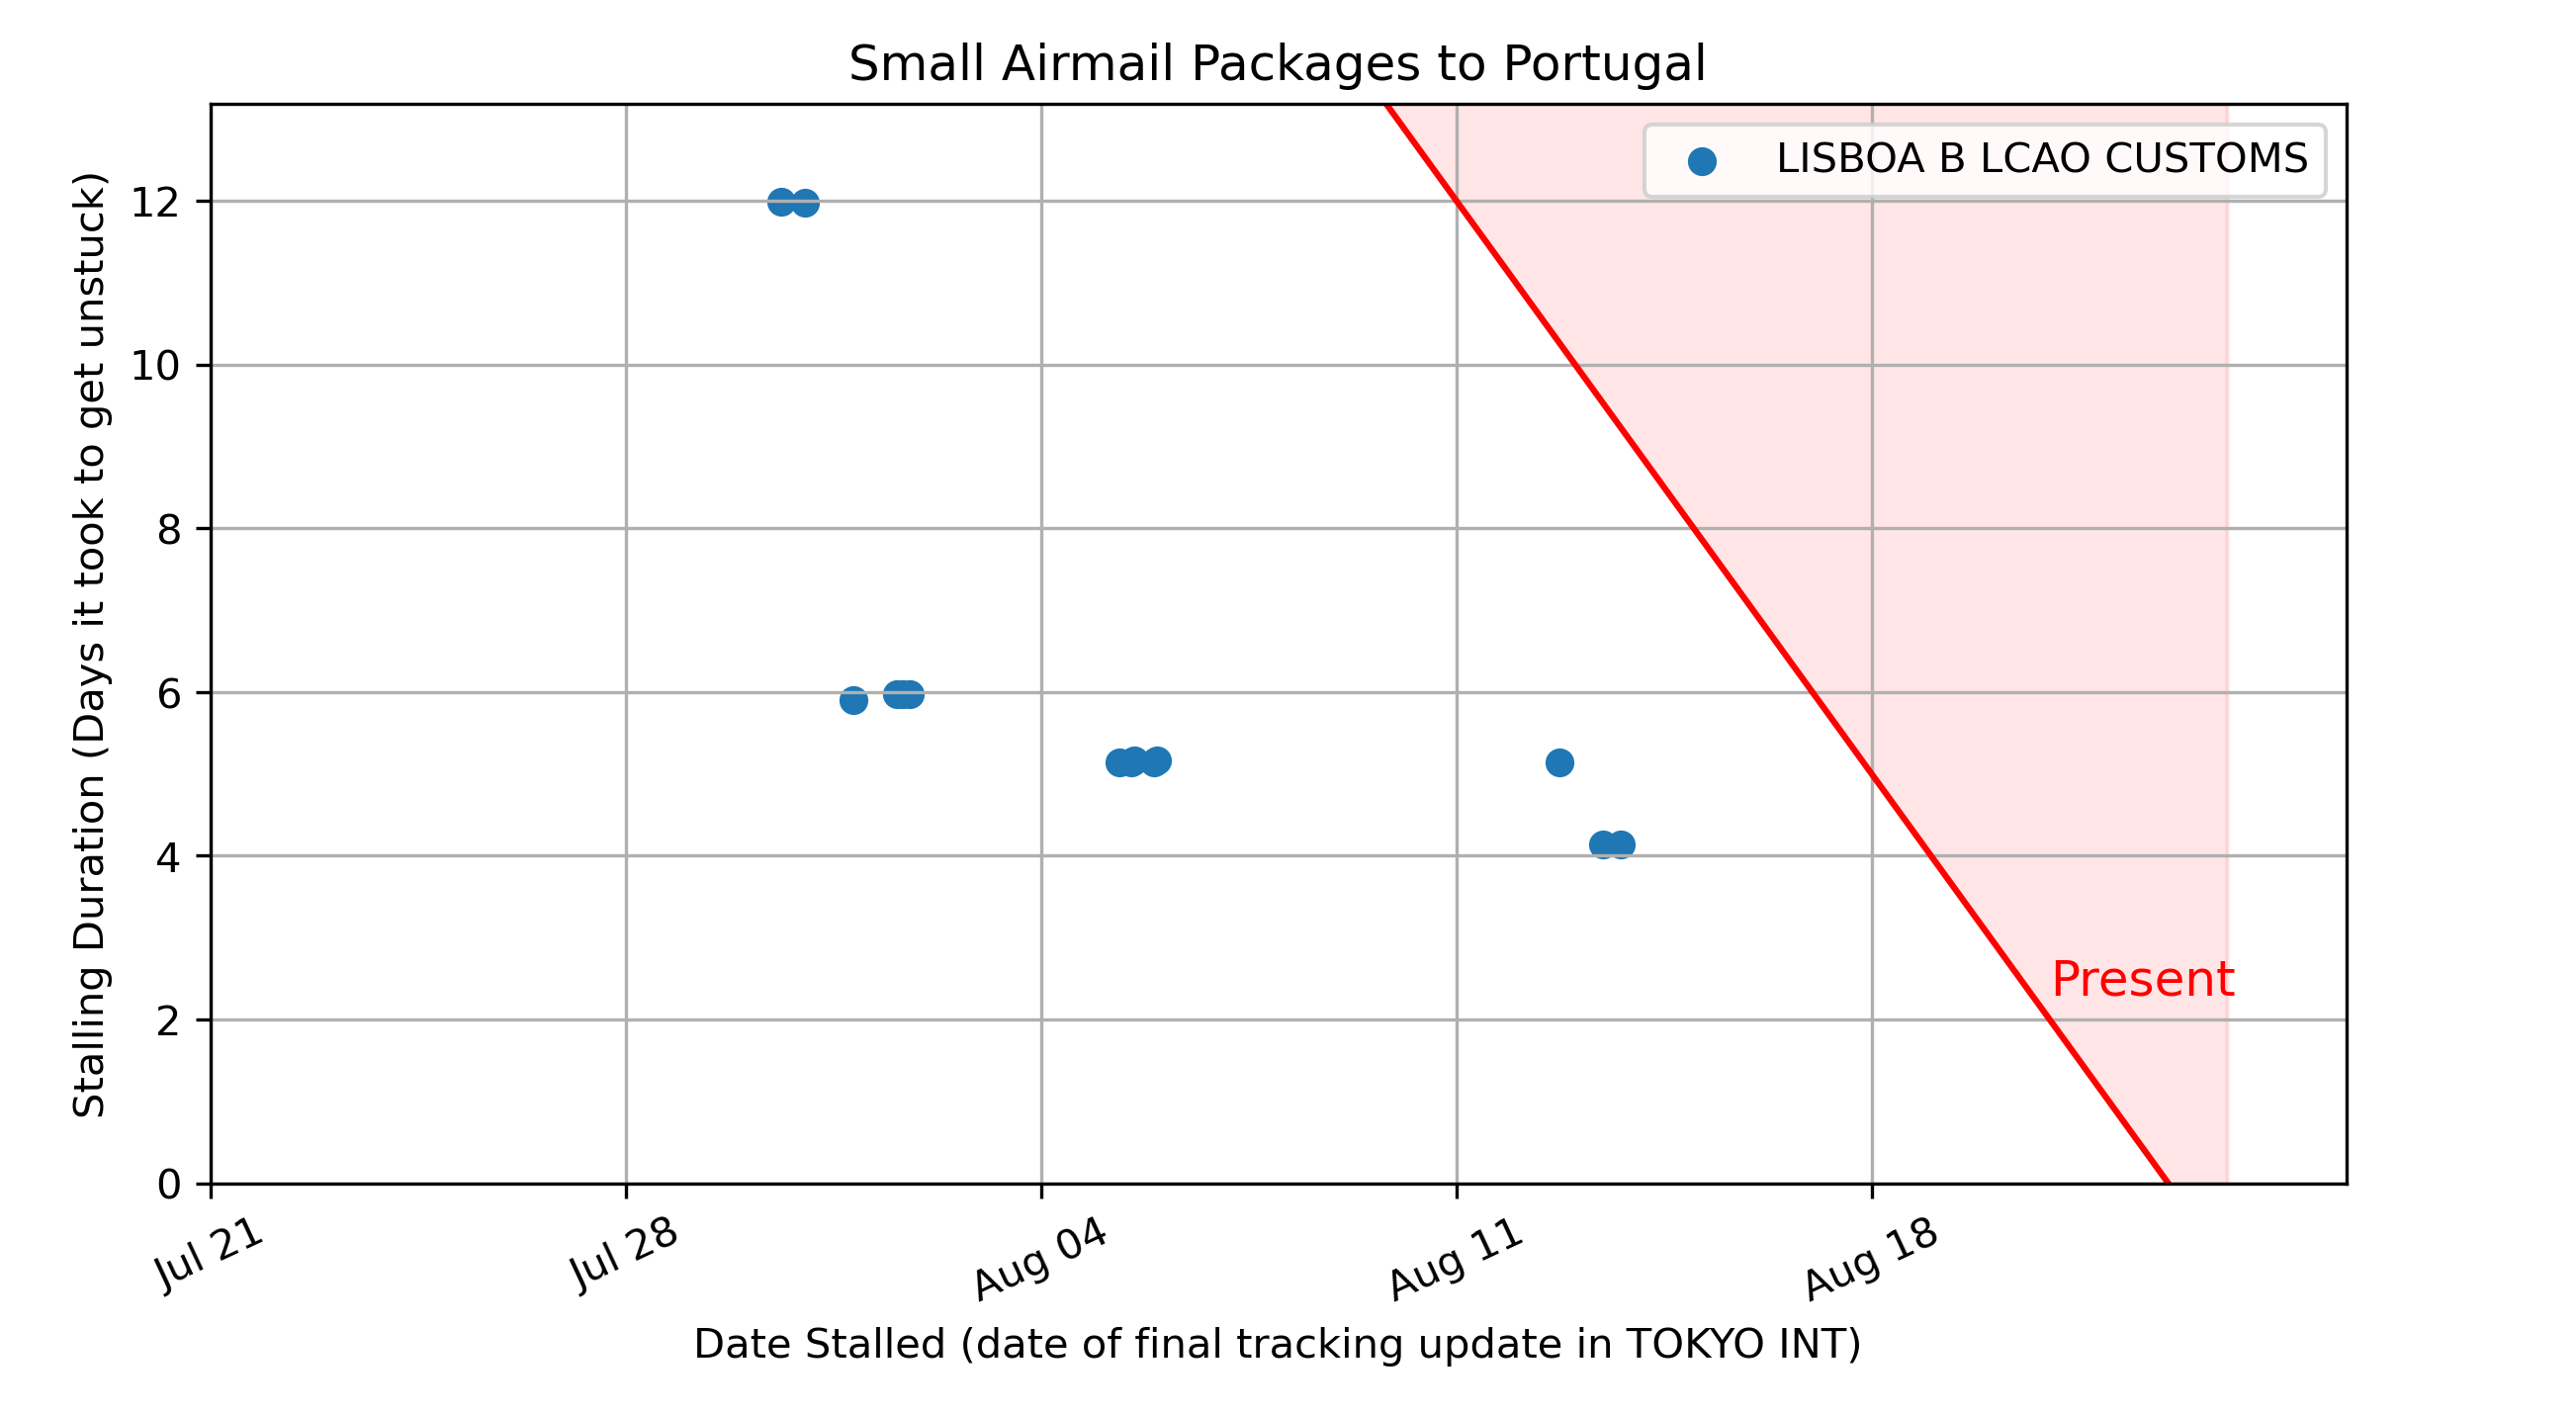 Small Airmail Packages to Portugal
LISBOA B LCAO CUSTOMS
Stalling Duration (Days it took to get unstuck)
12
10
8
6
4
2
0
Present
Jul 21
Jul 28
Aug 04
Aug 11
Aug 18
Date Stalled (date of final tracking update in TOKYO INT)